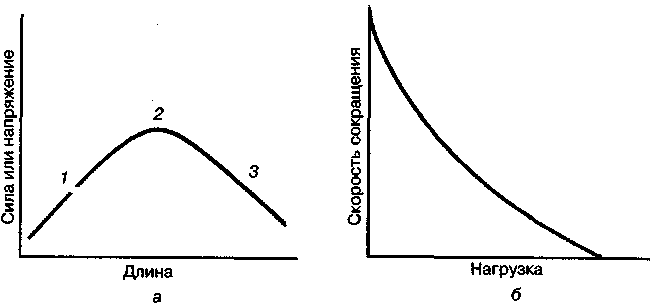 Сила или напряжение
1
2
3
Длина
а
Скорость сокращения
Нагрузка
б